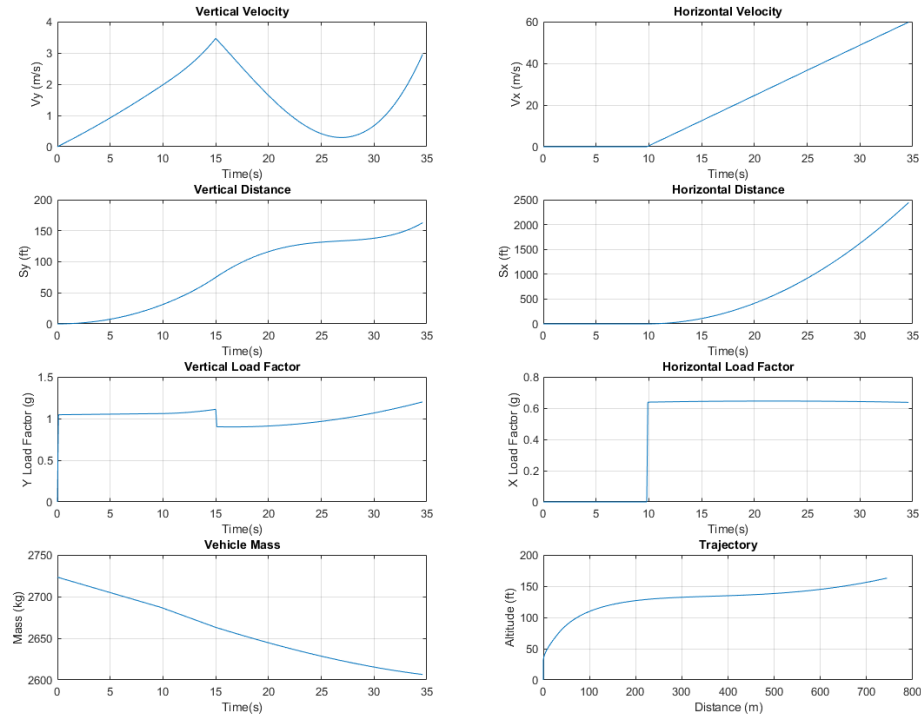 Vertical Velocity
4
3
2
1
0
Vy (m/s)
0 5 10 15 20 25 30 35
Time(s)
Horizontal Velocity
60
40
20
0
Vx (m/s)
0 5 10 15 20 25 30 35
Time(s)
Vertical Distance
200
150
100
50
0
Sy (ft)
0 5 10 15 20 25 30 35
Time(s)
Horizontal Distance
2500
2000
1500
1000
500
0
Sx (ft)
0 5 10 15 20 25 30 35
Time(s)
Vertical Load Factor
1.5
1
0.5
0
Y Load Factor (g)
0 5 10 15 20 25 30 35
Time(s)
Horizontal Load Factor
0.8
0.6
0.4
0.2
0
X Load Factor (g)
0 5 10 15 20 25 30 35
Time(s)
Vehicle Mass
2750
2700
2650
2600
Mass (kg)
0 5 10 15 20 25 30 35
Time(s)
Trajectory
200
150
100
50
0
Altitude (ft)
0 100 200 300 400 500 600 700 800
Distance (m)